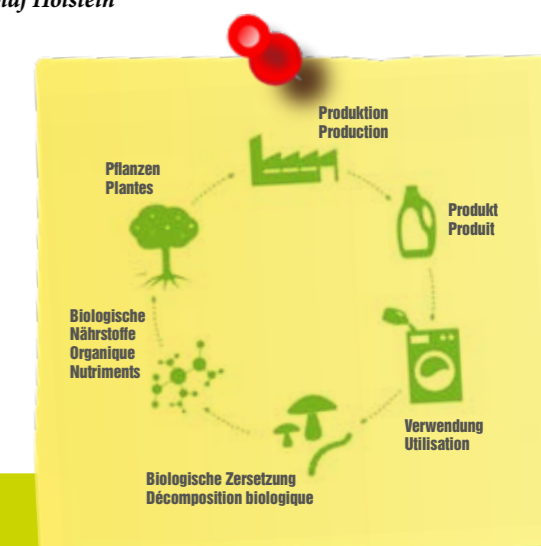 Holstein
Produktion
Production
Pflanzen
Plantes
Produkt
Produit
Biologische
Nährstoffe
Organique
Nutriments
Verwendung
Utilisation
Biologische Zersetzung
Décomposition biologique